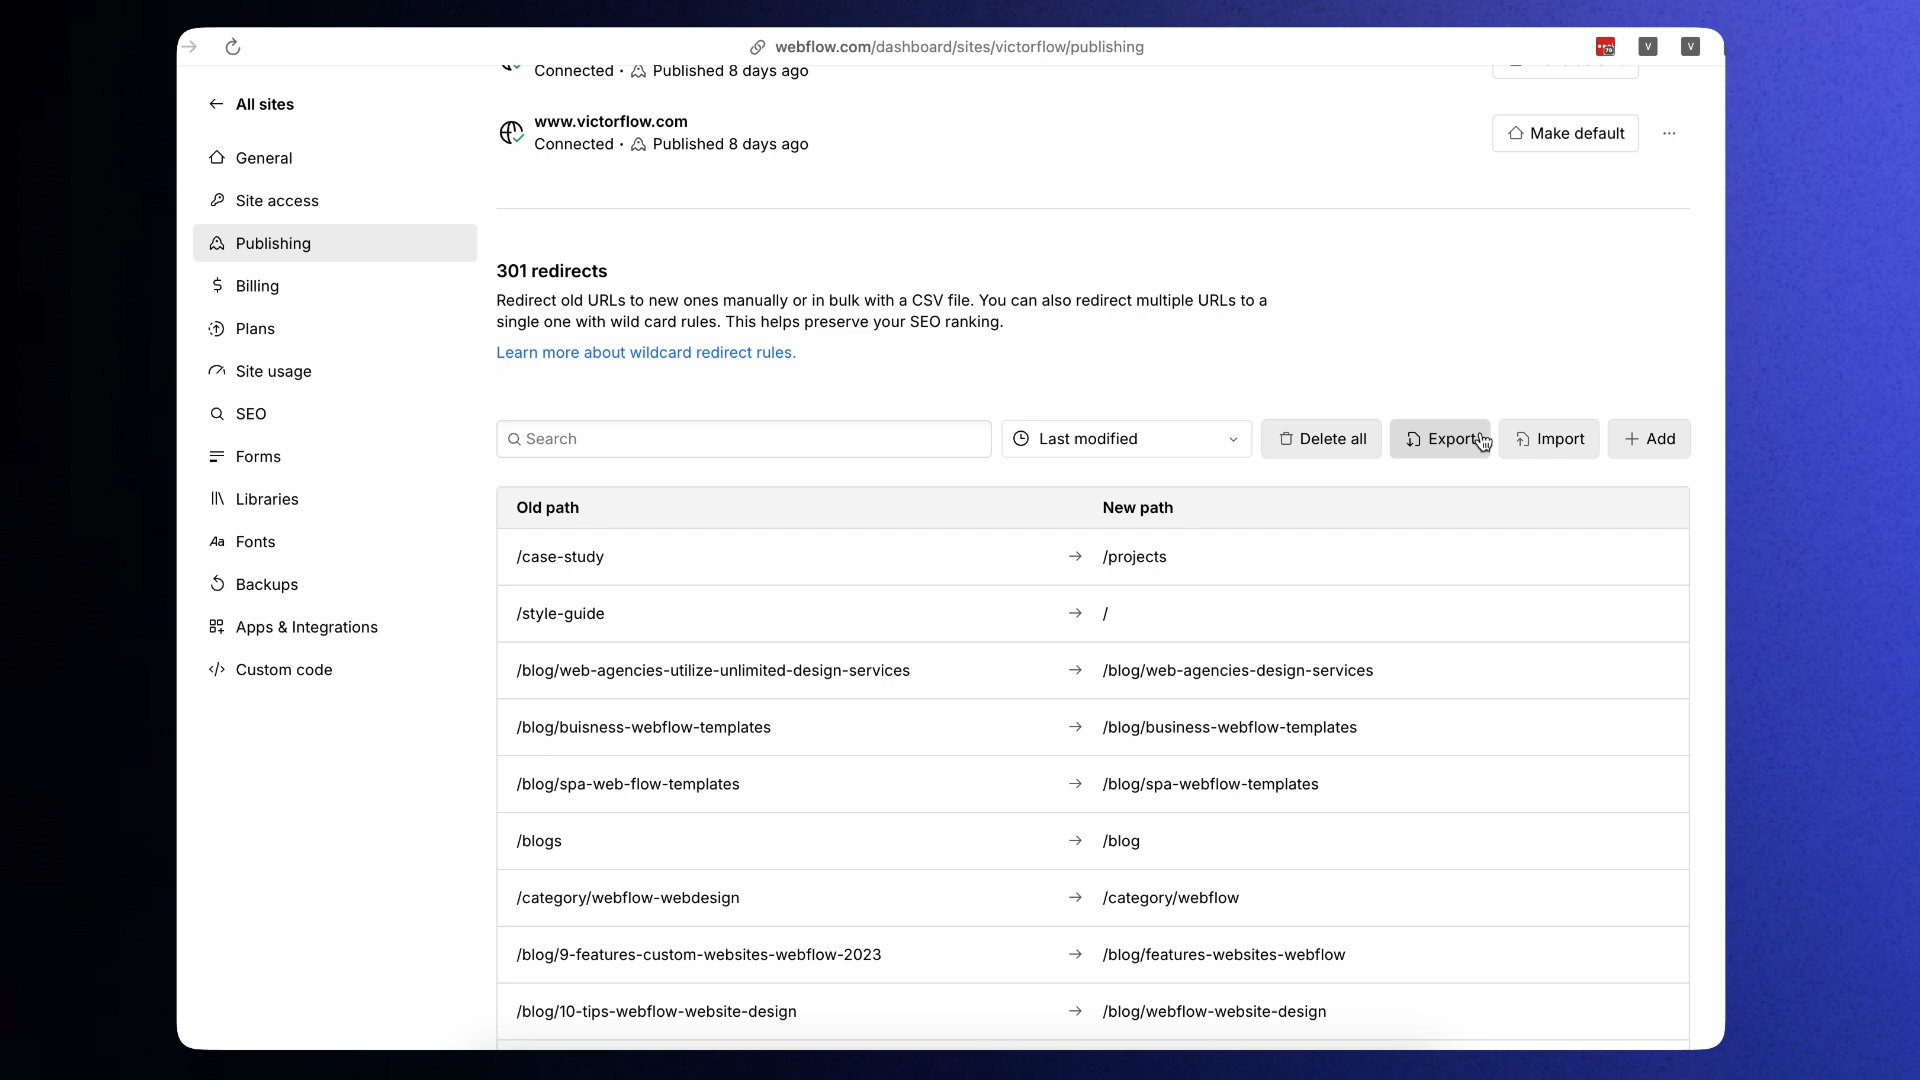 webflow.com/dashboard/sites/victorflow/publishing
V
V
Connected · Published 8 days ago
All sites
www.victorflow.com
Make default
Connected · Published 8 days ago
General
Site access
Publishing
Billing
Plans
Site usage
SEO
Forms
Libraries
Aa Fonts
Backups
Apps & Integrations
Custom code
301 redirects
Redirect old URLs to new ones manually or in bulk with a CSV file. You can also redirect multiple URLs to a
single one with wild card rules. This helps preserve your SEO ranking.
Learn more about wildcard redirect rules.
Search
Last modified
Delete all
Export
Import
Add
Old path
New path
/case-study → /projects
/style-guide → /
/blog/web-agencies-utilize-unlimited-design-services → /blog/web-agencies-design-services
/blog/buisness-webflow-templates → /blog/business-webflow-templates
/blog/spa-web-flow-templates → /blog/spa-webflow-templates
/blogs → /blog
/category/webflow-webdesign → /category/webflow
/blog/9-features-custom-websites-webflow-2023 → /blog/features-websites-webflow
/blog/10-tips-webflow-website-design → /blog/webflow-website-design